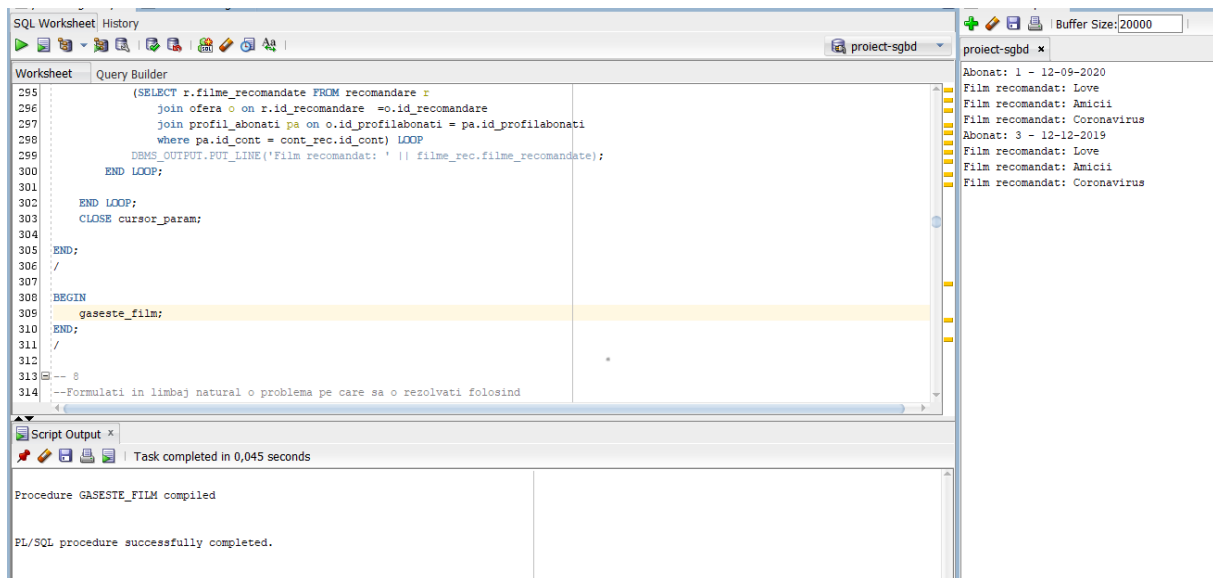 SQL Worksheet History
Buffer Size: 20000
proiect-sgbd
proiect-sgbd ×
Worksheet Query Builder
295 (SELECT r.filme_recomandate FROM recomandare r
296 join ofera o on r.id_recomandare =o.id_recomandare
297 join profil_abonati pa on o.id_profilabonati = pa.id_profilabonati
298 where pa.id_cont = cont_rec.id_cont) LOOP
299 DBMS_OUTPUT.PUT_LINE('Film recomandat: ' || filme_rec.filme_recomandate);
300 END LOOP;
301
302 END LOOP;
303 CLOSE cursor_param;
304
305 END;
306 /
307
308 BEGIN
309 gaseste_film;
310 END;
311 /
312
313 -- 8
314 --Formulati in limbaj natural o problema pe care sa o rezolvati folosind
Abonat: 1 - 12-09-2020
Film recomandat: Love
Film recomandat: Amicii
Film recomandat: Coronavirus
Abonat: 3 - 12-12-2019
Film recomandat: Love
Film recomandat: Amicii
Film recomandat: Coronavirus
Script Output ×
Task completed in 0,045 seconds
Procedure GASESTE_FILM compiled
PL/SQL procedure successfully completed.